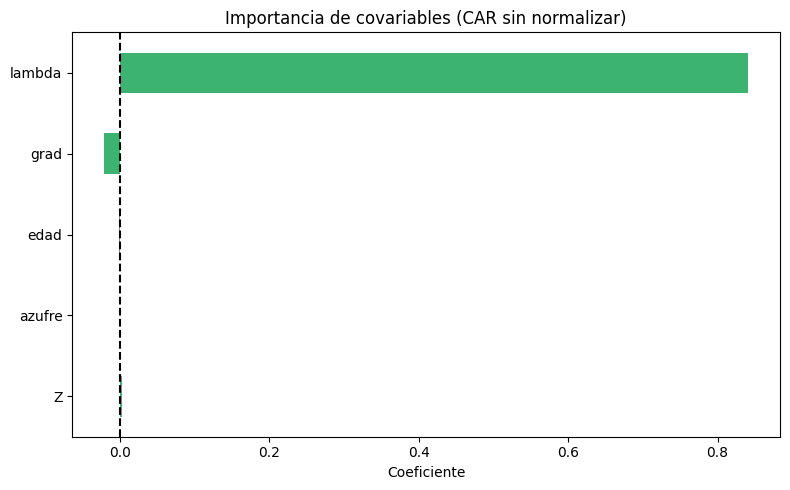 Importancia de covariables (CAR sin normalizar)
lambda
grad
edad
azufre
Z
0.0 0.2 0.4 0.6 0.8
Coeficiente